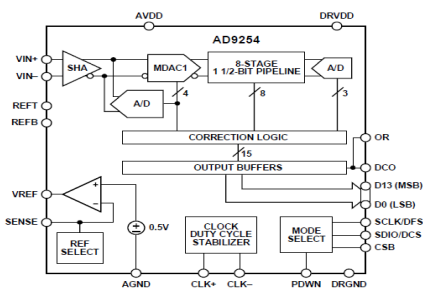 AVDD
DRVDD
AD9254
VIN+
VIN–
SHA
MDAC1
8-STAGE
1 1/2-BIT PIPELINE
A/D
A/D
4
8
3
REFT
REFB
CORRECTION LOGIC
15
OUTPUT BUFFERS
OR
DCO
D13 (MSB)
D0 (LSB)
VREF
+
–
SENSE
0.5V
REF
SELECT
CLOCK
DUTY CYCLE
STABILIZER
MODE
SELECT
SCLK/DFS
SDIO/DCS
CSB
AGND
CLK+
CLK–
PDWN
DRGND